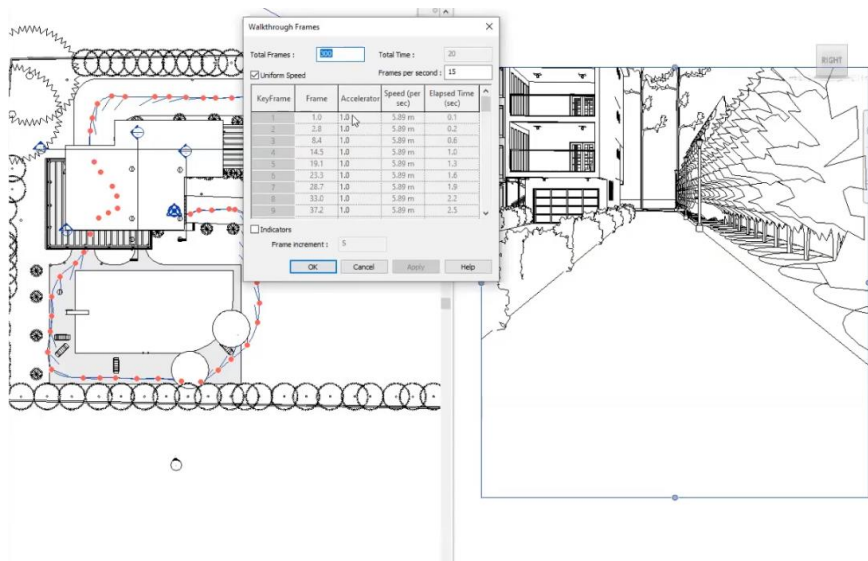 Walkthrough Frames
Total Frames : 300 Total Time : 20
Uniform Speed Frames per second : 15
KeyFrame Frame Accelerator Speed (per sec) Elapsed Time (sec)
1 1.0 1.0 5.89 m 0.1
2 2.8 1.0 5.89 m 0.2
3 8.4 1.0 5.89 m 0.6
4 14.5 1.0 5.89 m 1.0
5 19.1 1.0 5.89 m 1.3
6 23.3 1.0 5.89 m 1.6
7 28.7 1.0 5.89 m 1.9
8 33.0 1.0 5.89 m 2.2
9 37.2 1.0 5.89 m 2.5
Indicators
Frame increment : 5
OK Cancel Apply Help
RIGHT